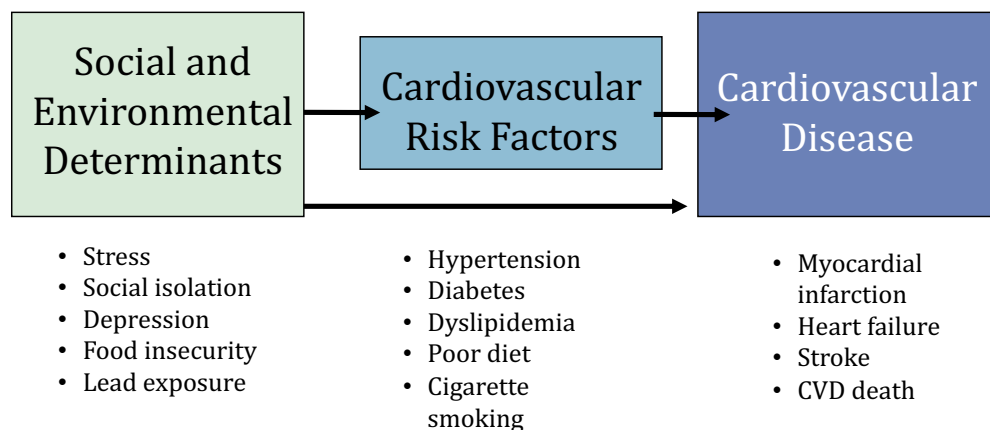 Social and
Environmental
Determinants
Cardiovascular
Risk Factors
Cardiovascular
Disease
• Stress
• Social isolation
• Depression
• Food insecurity
• Lead exposure
• Hypertension
• Diabetes
• Dyslipidemia
• Poor diet
• Cigarette
smoking
• Myocardial
infarction
• Heart failure
• Stroke
• CVD death